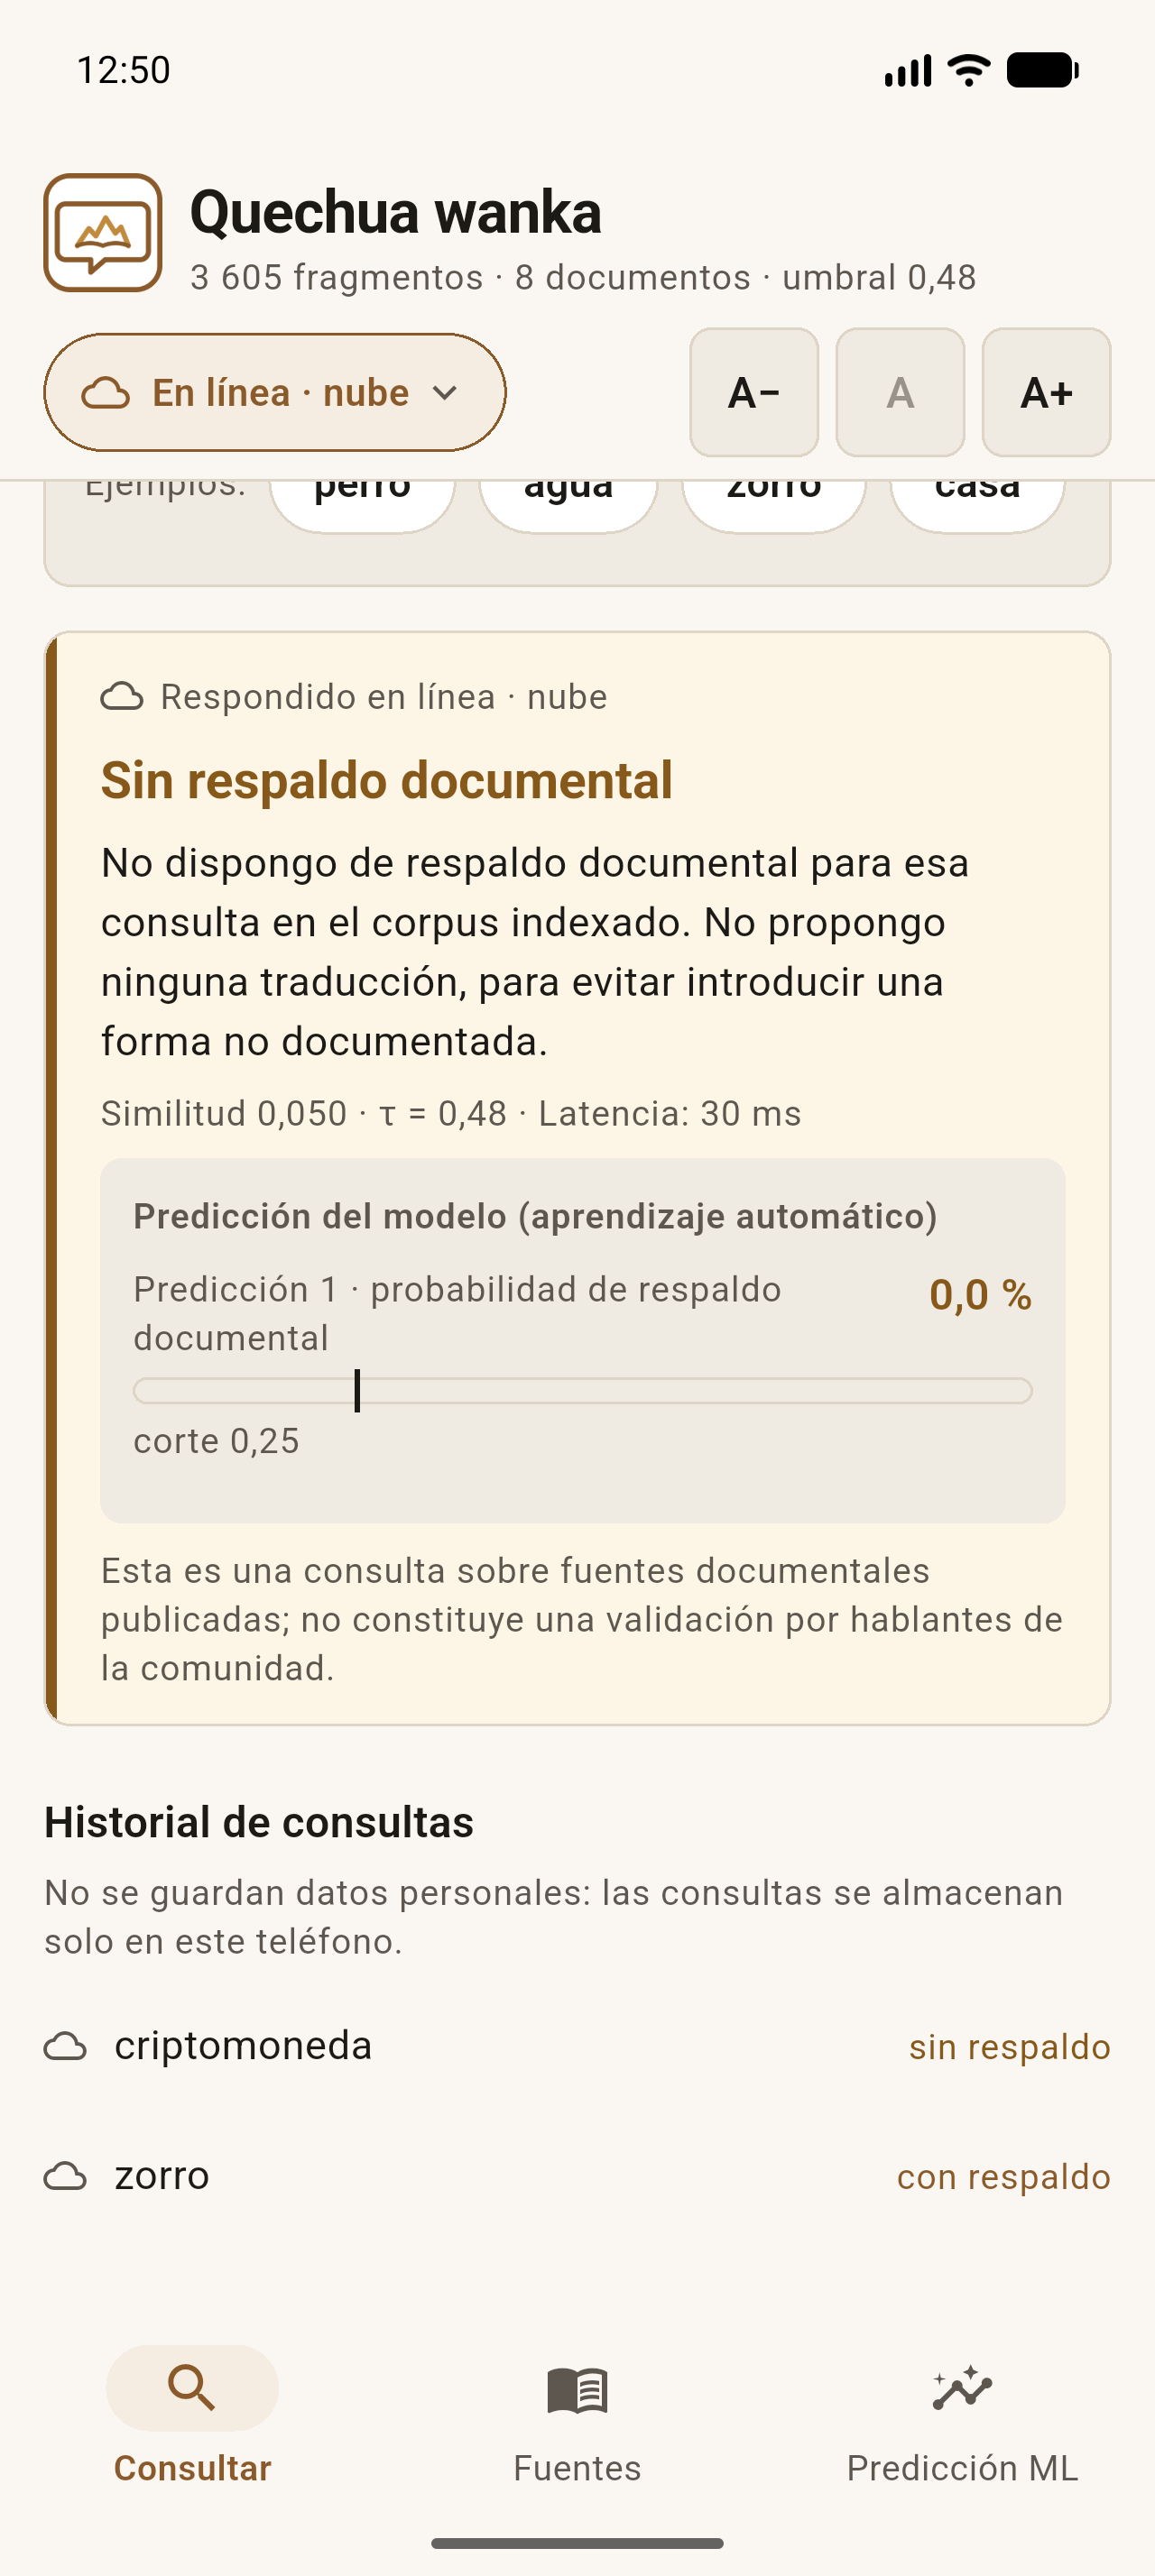 12:50
Quechua wanka
3 605 fragmentos · 8 documentos · umbral 0,48
En línea · nube
A−
A
A+
Ejemplos:
perro
agua
zorro
casa
Respondido en línea · nube
Sin respaldo documental
No dispongo de respaldo documental para esa
consulta en el corpus indexado. No propongo
ninguna traducción, para evitar introducir una
forma no documentada.
Similitud 0,050 · τ = 0,48 · Latencia: 30 ms
Predicción del modelo (aprendizaje automático)
Predicción 1 · probabilidad de respaldo
documental
0,0 %
corte 0,25
Esta es una consulta sobre fuentes documentales
publicadas; no constituye una validación por hablantes de
la comunidad.
Historial de consultas
No se guardan datos personales: las consultas se almacenan
solo en este teléfono.
criptomoneda
sin respaldo
zorro
con respaldo
Consultar
Fuentes
Predicción ML